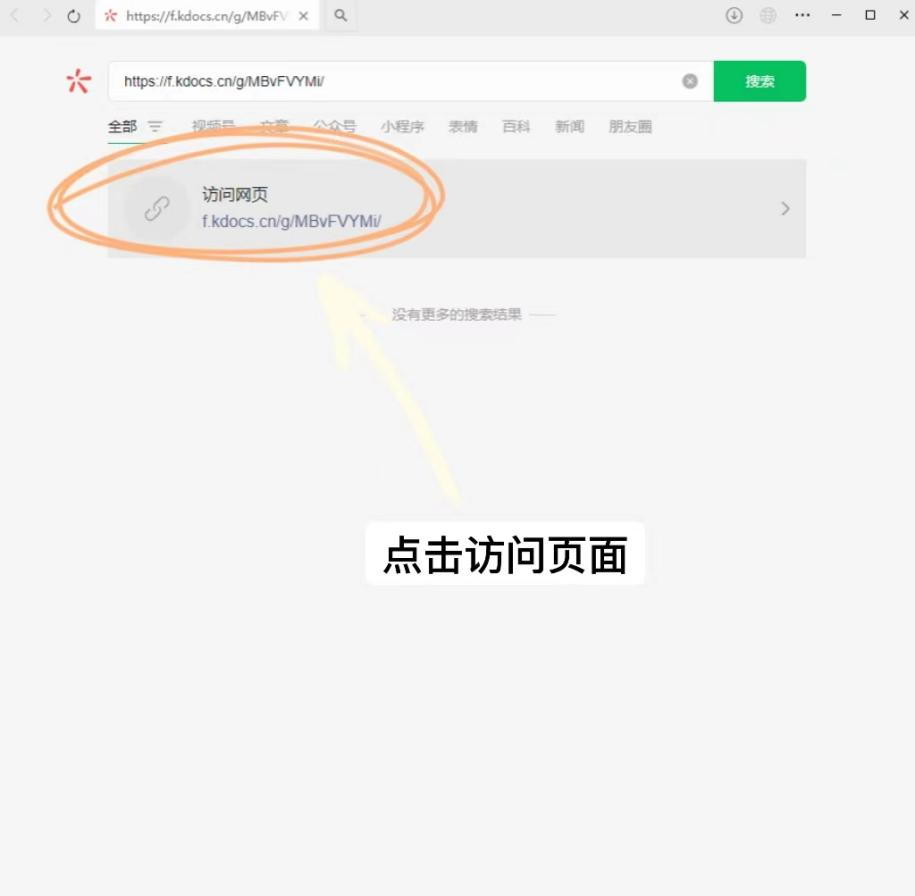 https://f.kdocs.cn/g/MBvFV
https://f.kdocs.cn/g/MBvFVYMi/
搜索
全部 视频号 文章 公众号 小程序 表情 百科 新闻 朋友圈
访问网页
f.kdocs.cn/g/MBvFVYMi/
没有更多的搜索结果
点击访问页面